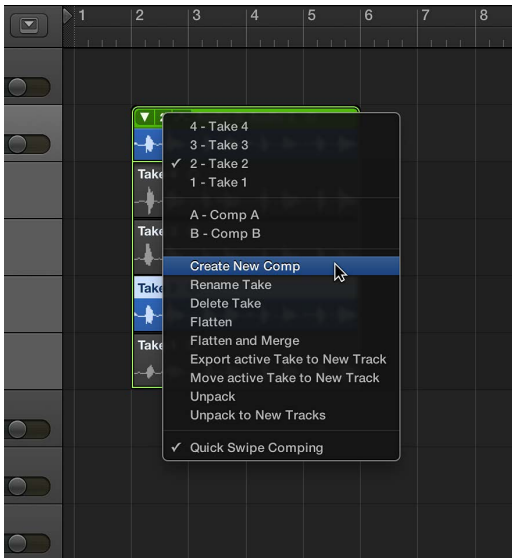 1 2 3 4 5 6 7 8
2
4 - Take 4
3 - Take 3
✓ 2 - Take 2
1 - Take 1
A - Comp A
B - Comp B
Create New Comp
Rename Take
Delete Take
Flatten
Flatten and Merge
Export active Take to New Track
Move active Take to New Track
Unpack
Unpack to New Tracks
✓ Quick Swipe Comping
Take
Take
Take
Take